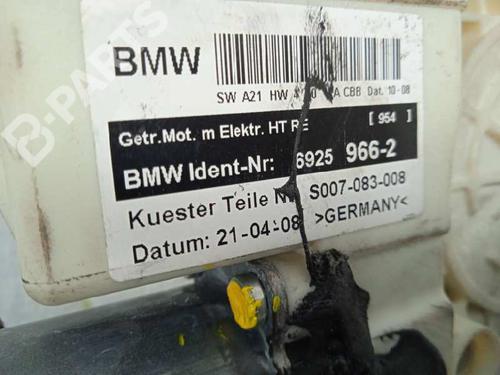 BMW
SW A21 HW CBB Dat. 10-08
Getr.Mot. m Elektr. HT RE [ 954 ]
BMW Ident-Nr: 6925 966-2
Kuester Teile S007-083-008
Datum: 21-04-08 >GERMANY<
B-PARTS